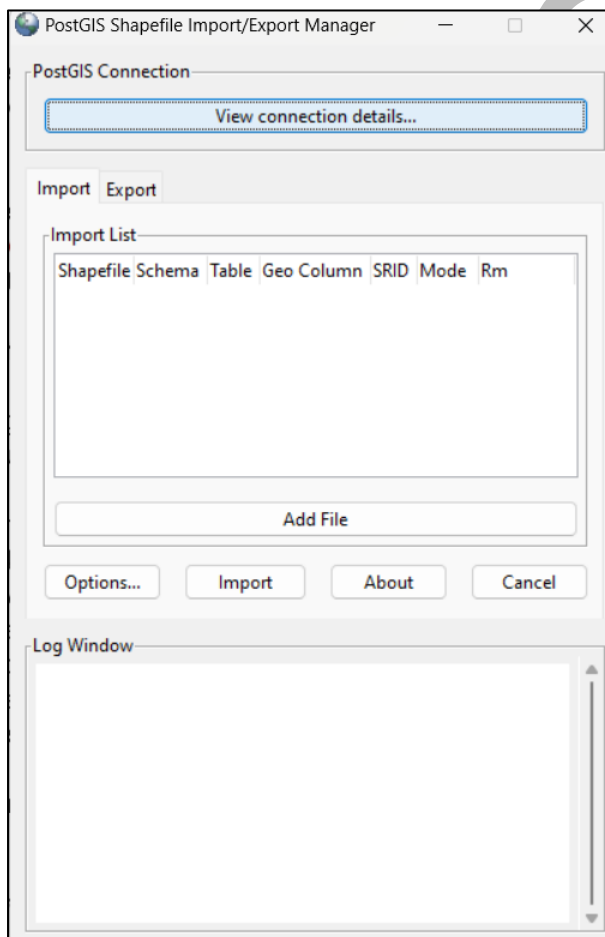 PostGIS Shapefile Import/Export Manager
PostGIS Connection
View connection details...
Import Export
Import List
Shapefile Schema Table Geo Column SRID Mode Rm
Add File
Options... Import About Cancel
Log Window